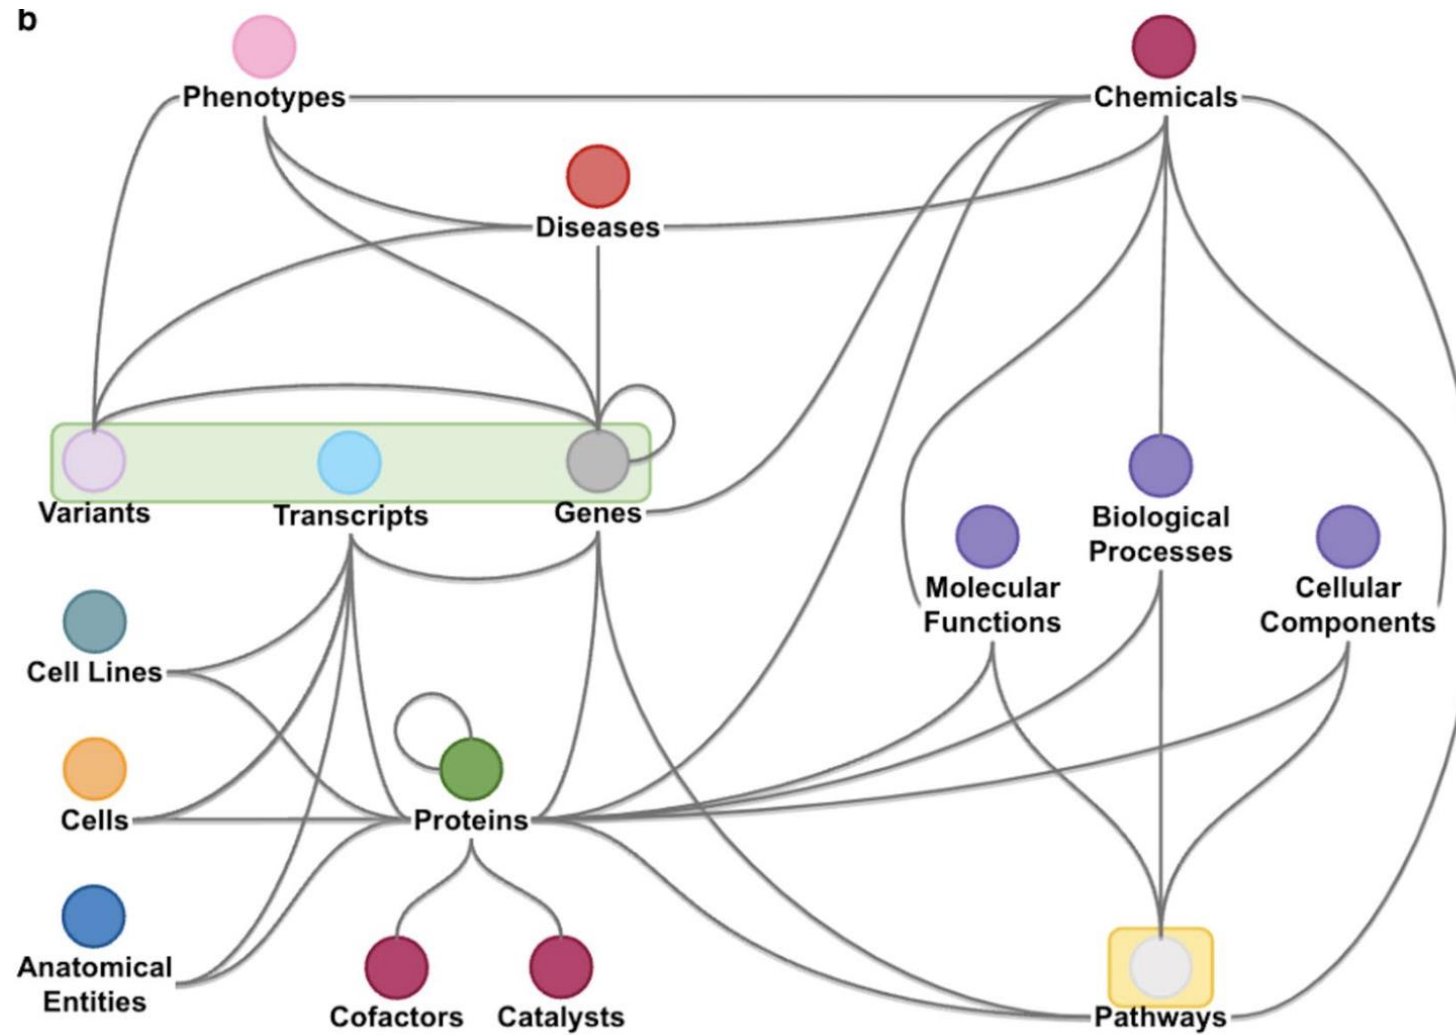 b
Phenotypes
Chemicals
Diseases
Variants
Transcripts
Genes
Biological
Processes
Molecular
Functions
Cellular
Components
Cell Lines
Cells
Proteins
Anatomical
Entities
Cofactors
Catalysts
Pathways